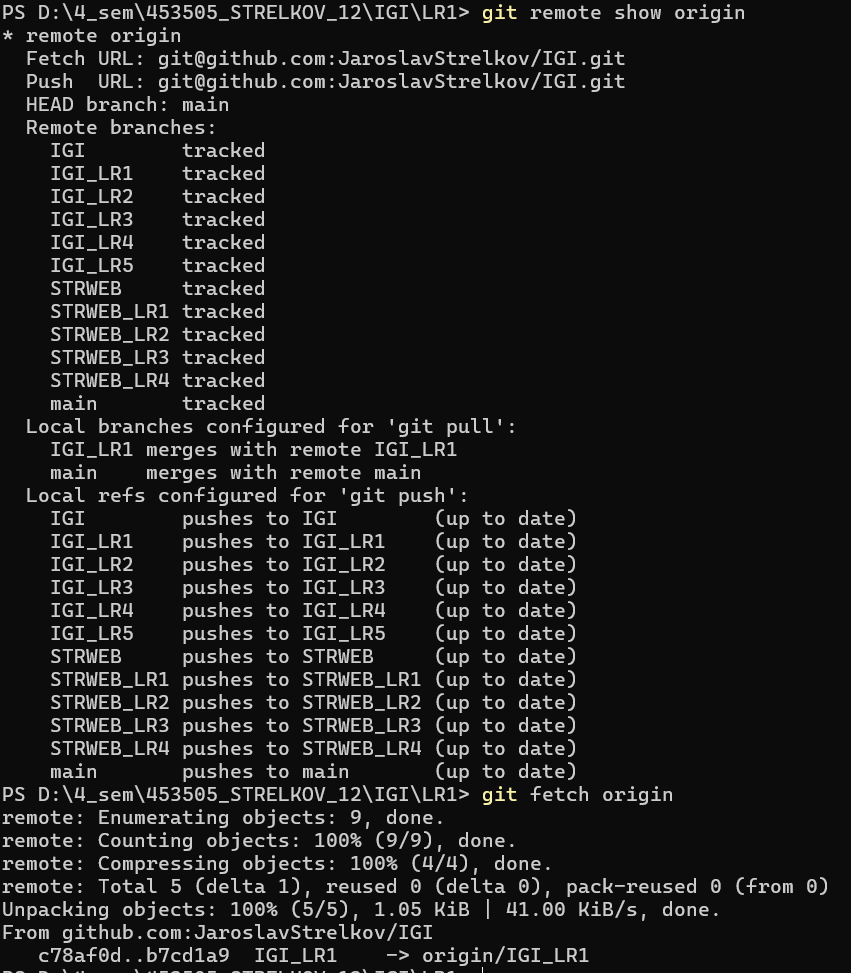 PS D:\4_sem\453505_STRELKOV_12\IGI\LR1> git remote show origin
* remote origin
  Fetch URL: git@github.com:JaroslavStrelkov/IGI.git
  Push  URL: git@github.com:JaroslavStrelkov/IGI.git
  HEAD branch: main
  Remote branches:
    IGI        tracked
    IGI_LR1    tracked
    IGI_LR2    tracked
    IGI_LR3    tracked
    IGI_LR4    tracked
    IGI_LR5    tracked
    STRWEB     tracked
    STRWEB_LR1 tracked
    STRWEB_LR2 tracked
    STRWEB_LR3 tracked
    STRWEB_LR4 tracked
    main       tracked
  Local branches configured for 'git pull':
    IGI_LR1 merges with remote IGI_LR1
    main    merges with remote main
  Local refs configured for 'git push':
    IGI        pushes to IGI        (up to date)
    IGI_LR1    pushes to IGI_LR1    (up to date)
    IGI_LR2    pushes to IGI_LR2    (up to date)
    IGI_LR3    pushes to IGI_LR3    (up to date)
    IGI_LR4    pushes to IGI_LR4    (up to date)
    IGI_LR5    pushes to IGI_LR5    (up to date)
    STRWEB     pushes to STRWEB     (up to date)
    STRWEB_LR1 pushes to STRWEB_LR1 (up to date)
    STRWEB_LR2 pushes to STRWEB_LR2 (up to date)
    STRWEB_LR3 pushes to STRWEB_LR3 (up to date)
    STRWEB_LR4 pushes to STRWEB_LR4 (up to date)
    main       pushes to main       (up to date)
PS D:\4_sem\453505_STRELKOV_12\IGI\LR1> git fetch origin
remote: Enumerating objects: 9, done.
remote: Counting objects: 100% (9/9), done.
remote: Compressing objects: 100% (4/4), done.
remote: Total 5 (delta 1), reused 0 (delta 0), pack-reused 0 (from 0)
Unpacking objects: 100% (5/5), 1.05 KiB | 41.00 KiB/s, done.
From github.com:JaroslavStrelkov/IGI
   c78af0d..b7cd1a9  IGI_LR1    -> origin/IGI_LR1